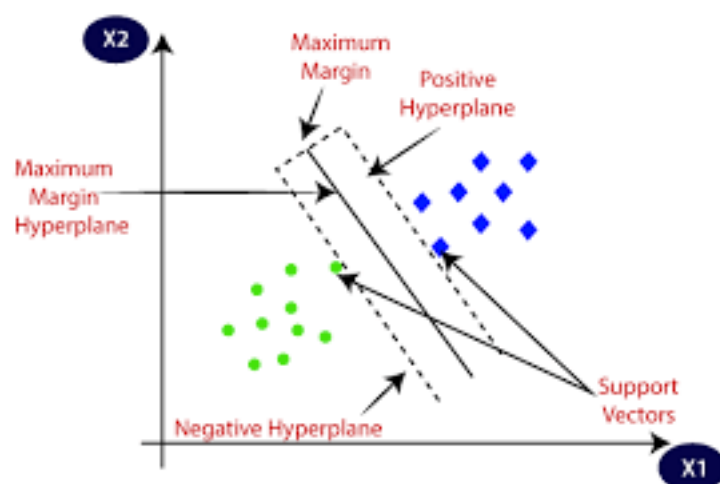 X2
Maximum
Margin
Positive
Hyperplane
Maximum
Margin
Hyperplane
Support
Vectors
Negative Hyperplane
X1